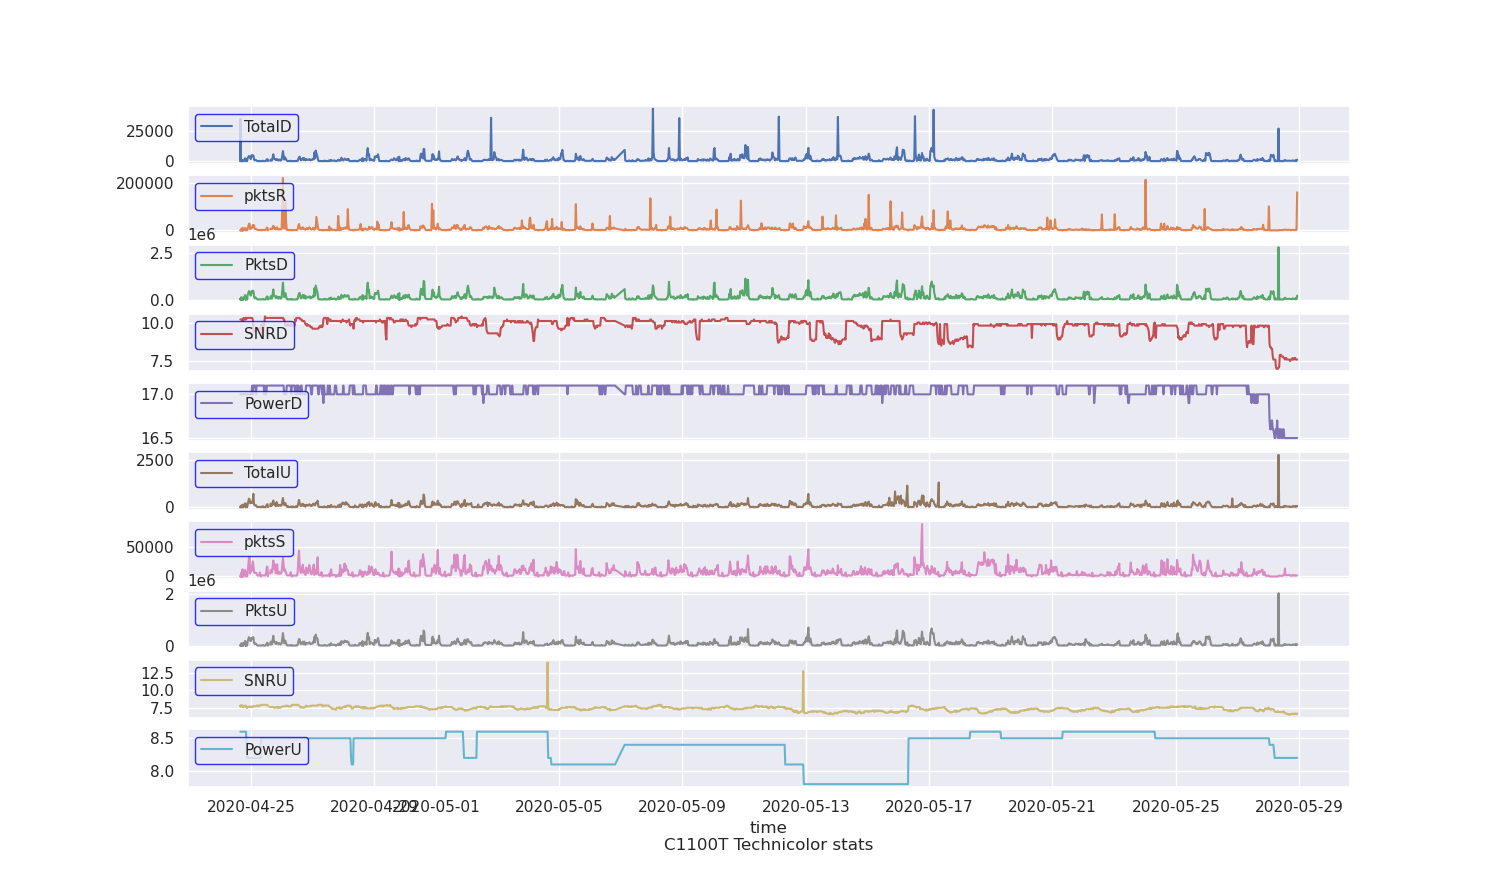 TotalD
25000
0
200000
pktsR
0
1e6
2.5
PktsD
0.0
10.0
SNRD
7.5
17.0
PowerD
16.5
2500
TotalU
0
pktsS
50000
0
1e6
2
PktsU
0
12.5
SNRU
10.0
7.5
8.5
PowerU
8.0
2020-04-25 2020-04-29 2020-05-01 2020-05-05 2020-05-09 2020-05-13 2020-05-17 2020-05-21 2020-05-25 2020-05-29
time
C1100T Technicolor stats